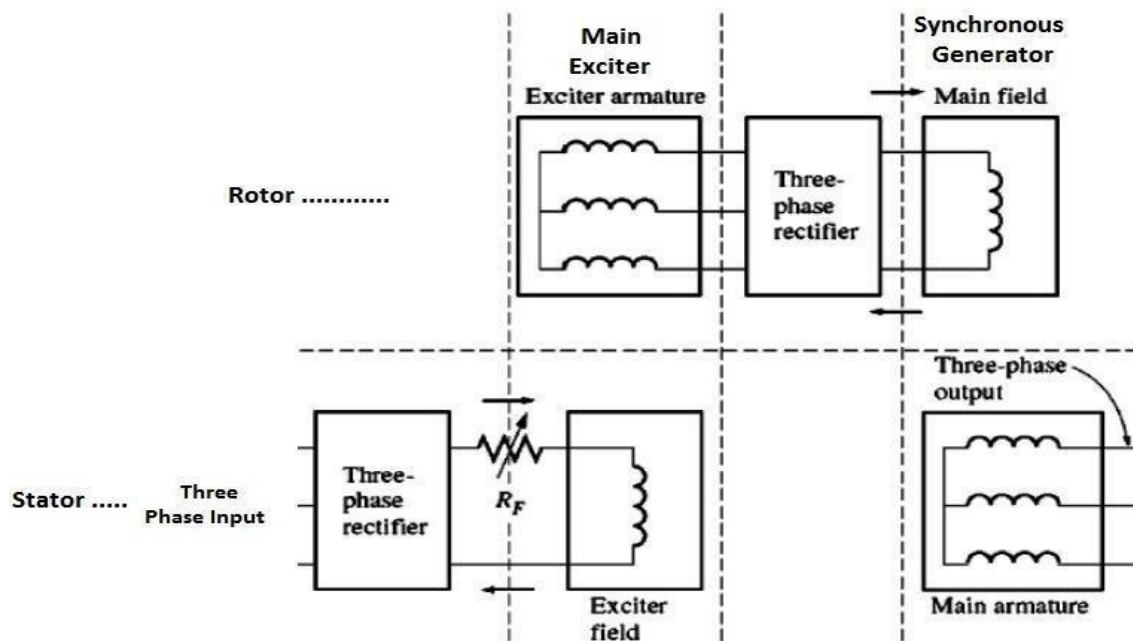 Main
Exciter
Exciter armature
Synchronous
Generator
Main field
Rotor ............
Three-
phase
rectifier
Three-phase
output
Stator .....
Three
Phase Input
Three-
phase
rectifier
R_F
Exciter
field
Main armature